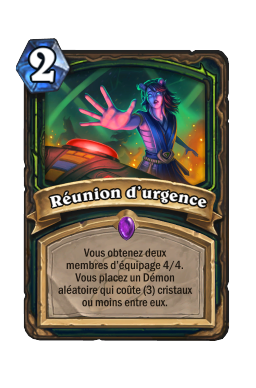 2
Réunion d'urgence
Vous obtenez deux
membres d'équipage 4/4.
Vous placez un Démon
aléatoire qui coûte (3) cristaux
ou moins entre eux.